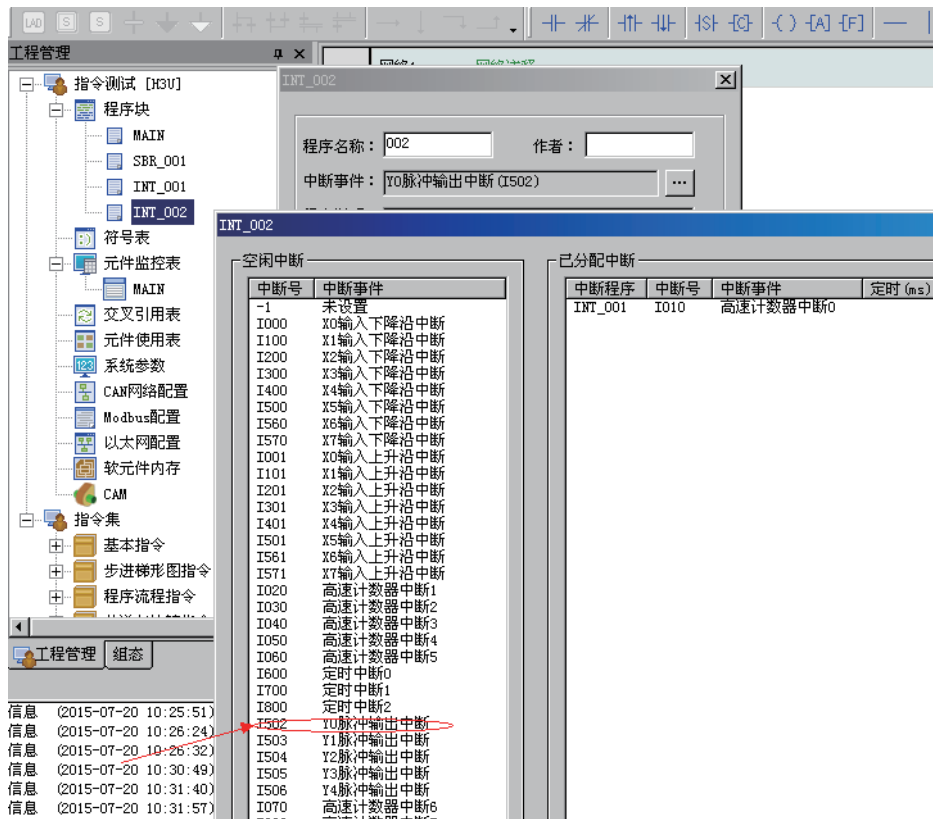 LAD S S
S C ( ) A F
工程管理
指令测试 [H3U]
程序块
MAIN
SBR_001
INT_001
INT_002
符号表
元件监控表
MAIN
交叉引用表
元件使用表
系统参数
CAN网络配置
Modbus配置
以太网配置
软元件内存
CAM
指令集
基本指令
步进梯形图指令
程序流程指令
工程管理 组态
信息 (2015-07-20 10:25:51)
信息 (2015-07-20 10:26:24)
信息 (2015-07-20 10:26:32)
信息 (2015-07-20 10:30:49)
信息 (2015-07-20 10:31:40)
信息 (2015-07-20 10:31:57)
INT_002
程序名称: 002 作者:
中断事件: Y0脉冲输出中断(I502) ...
INT_002
空闲中断
中断号 中断事件
-1 未设置
I000 X0输入下降沿中断
I100 X1输入下降沿中断
I200 X2输入下降沿中断
I300 X3输入下降沿中断
I400 X4输入下降沿中断
I500 X5输入下降沿中断
I560 X6输入下降沿中断
I570 X7输入下降沿中断
I001 X0输入上升沿中断
I101 X1输入上升沿中断
I201 X2输入上升沿中断
I301 X3输入上升沿中断
I401 X4输入上升沿中断
I501 X5输入上升沿中断
I561 X6输入上升沿中断
I571 X7输入上升沿中断
I020 高速计数器中断1
I030 高速计数器中断2
I040 高速计数器中断3
I050 高速计数器中断4
I060 高速计数器中断5
I600 定时中断0
I700 定时中断1
I800 定时中断2
I502 Y0脉冲输出中断
I503 Y1脉冲输出中断
I504 Y2脉冲输出中断
I505 Y3脉冲输出中断
I506 Y4脉冲输出中断
I070 高速计数器中断6
已分配中断
中断程序 中断号 中断事件 定时(ms)
INT_001 I010 高速计数器中断0